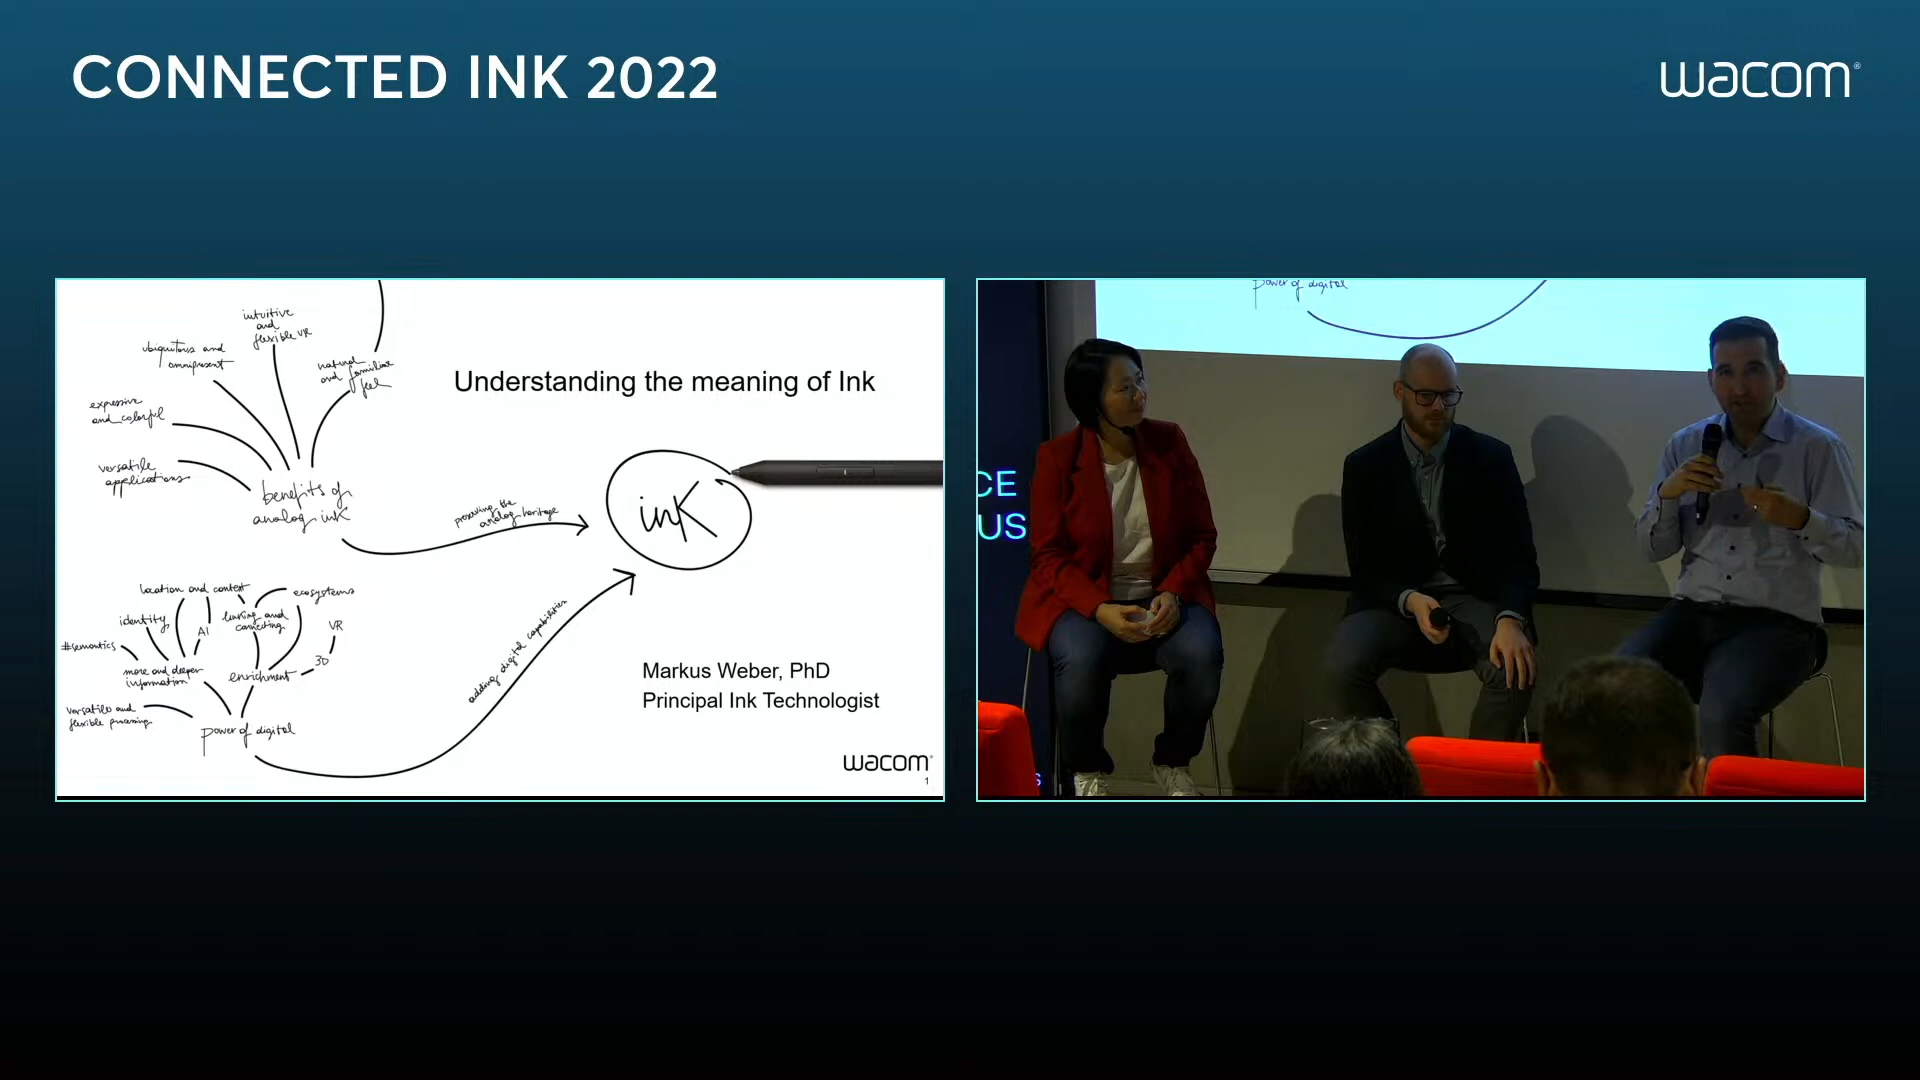 CONNECTED INK 2022
wacom®
intuitive
and
flexible VR
ubiquitous and
omnipresent
natural
and familiar
feel
expressive
and colorful
versatile
applications
benefits of
analog ink
Understanding the meaning of Ink
preserving the
analog heritage
ink
location and context
ecosystems
identity
linking and
connecting
AI
VR
#semantics
3D
more and deeper
information
enrichment
versatile and
flexible processing
power of digital
adding digital capabilities
Markus Weber, PhD
Principal Ink Technologist
wacom®
1
power of digital
CE
US
S